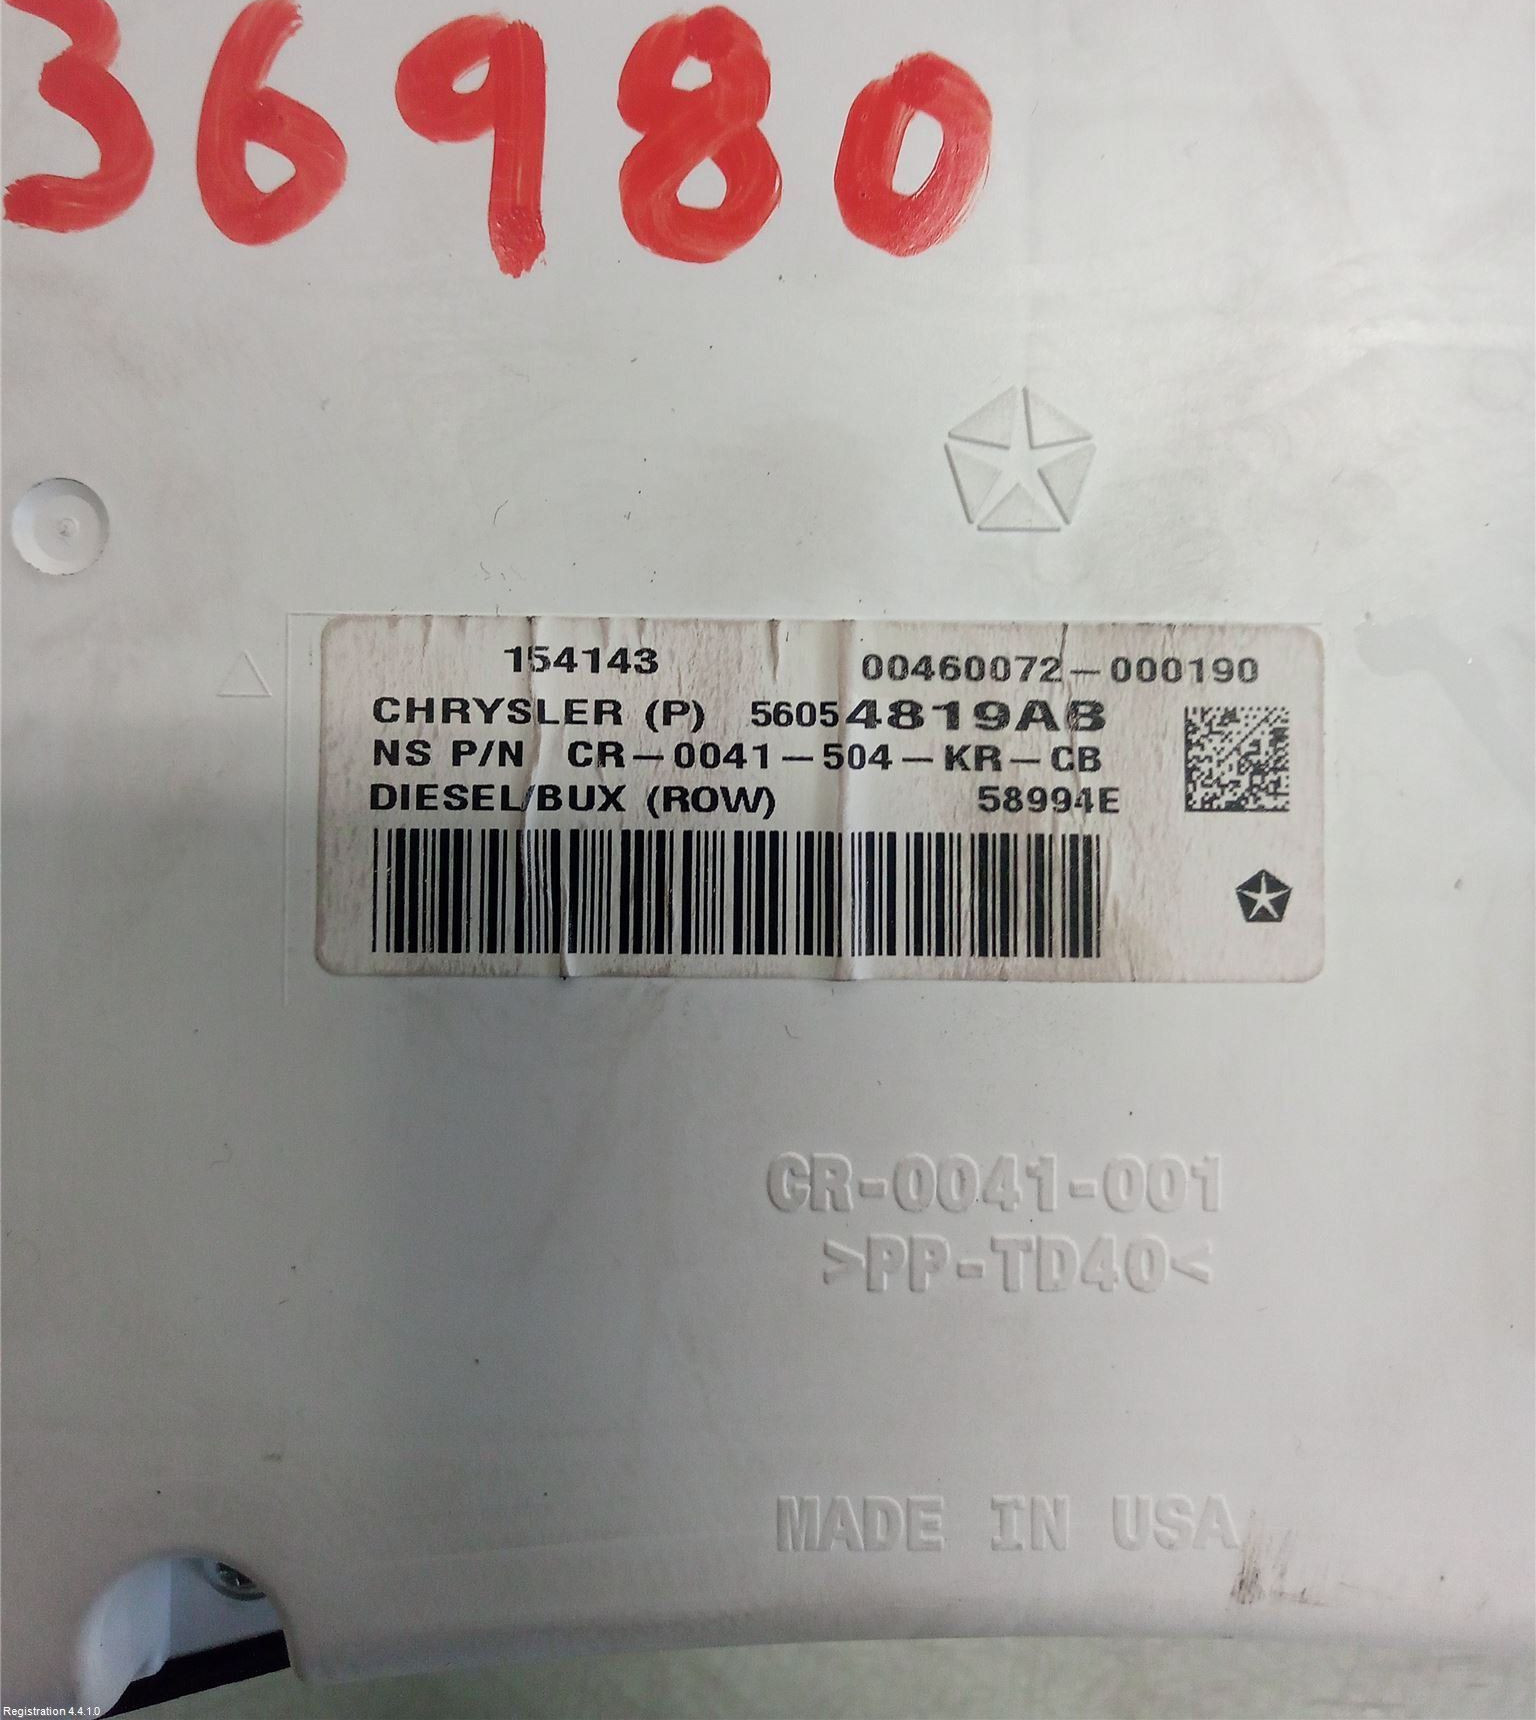 36980
154143 00460072-000190
CHRYSLER (P) 56054819AB
NS P/N CR-0041-504-KR-CB
DIESEL/BUX (ROW) 58994E
CR-0041-001
>PP-TD40<
MADE IN USA
Registration 4.4.1.0